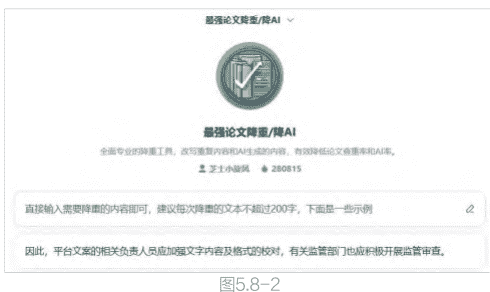 最强论文降重/降AI
最强论文降重/降AI
全面专业的降重工具，改写重复内容和AI生成的内容，有效降低论文查重率和AI率。
芝士小旋风 280815
直接输入需要降重的内容即可，建议每次降重的文本不超过200字，下面是一些示例
因此，平台文案的相关负责人员应加强文字内容及格式的校对，有关监管部门也应积极开展监管审查。
图5.8-2